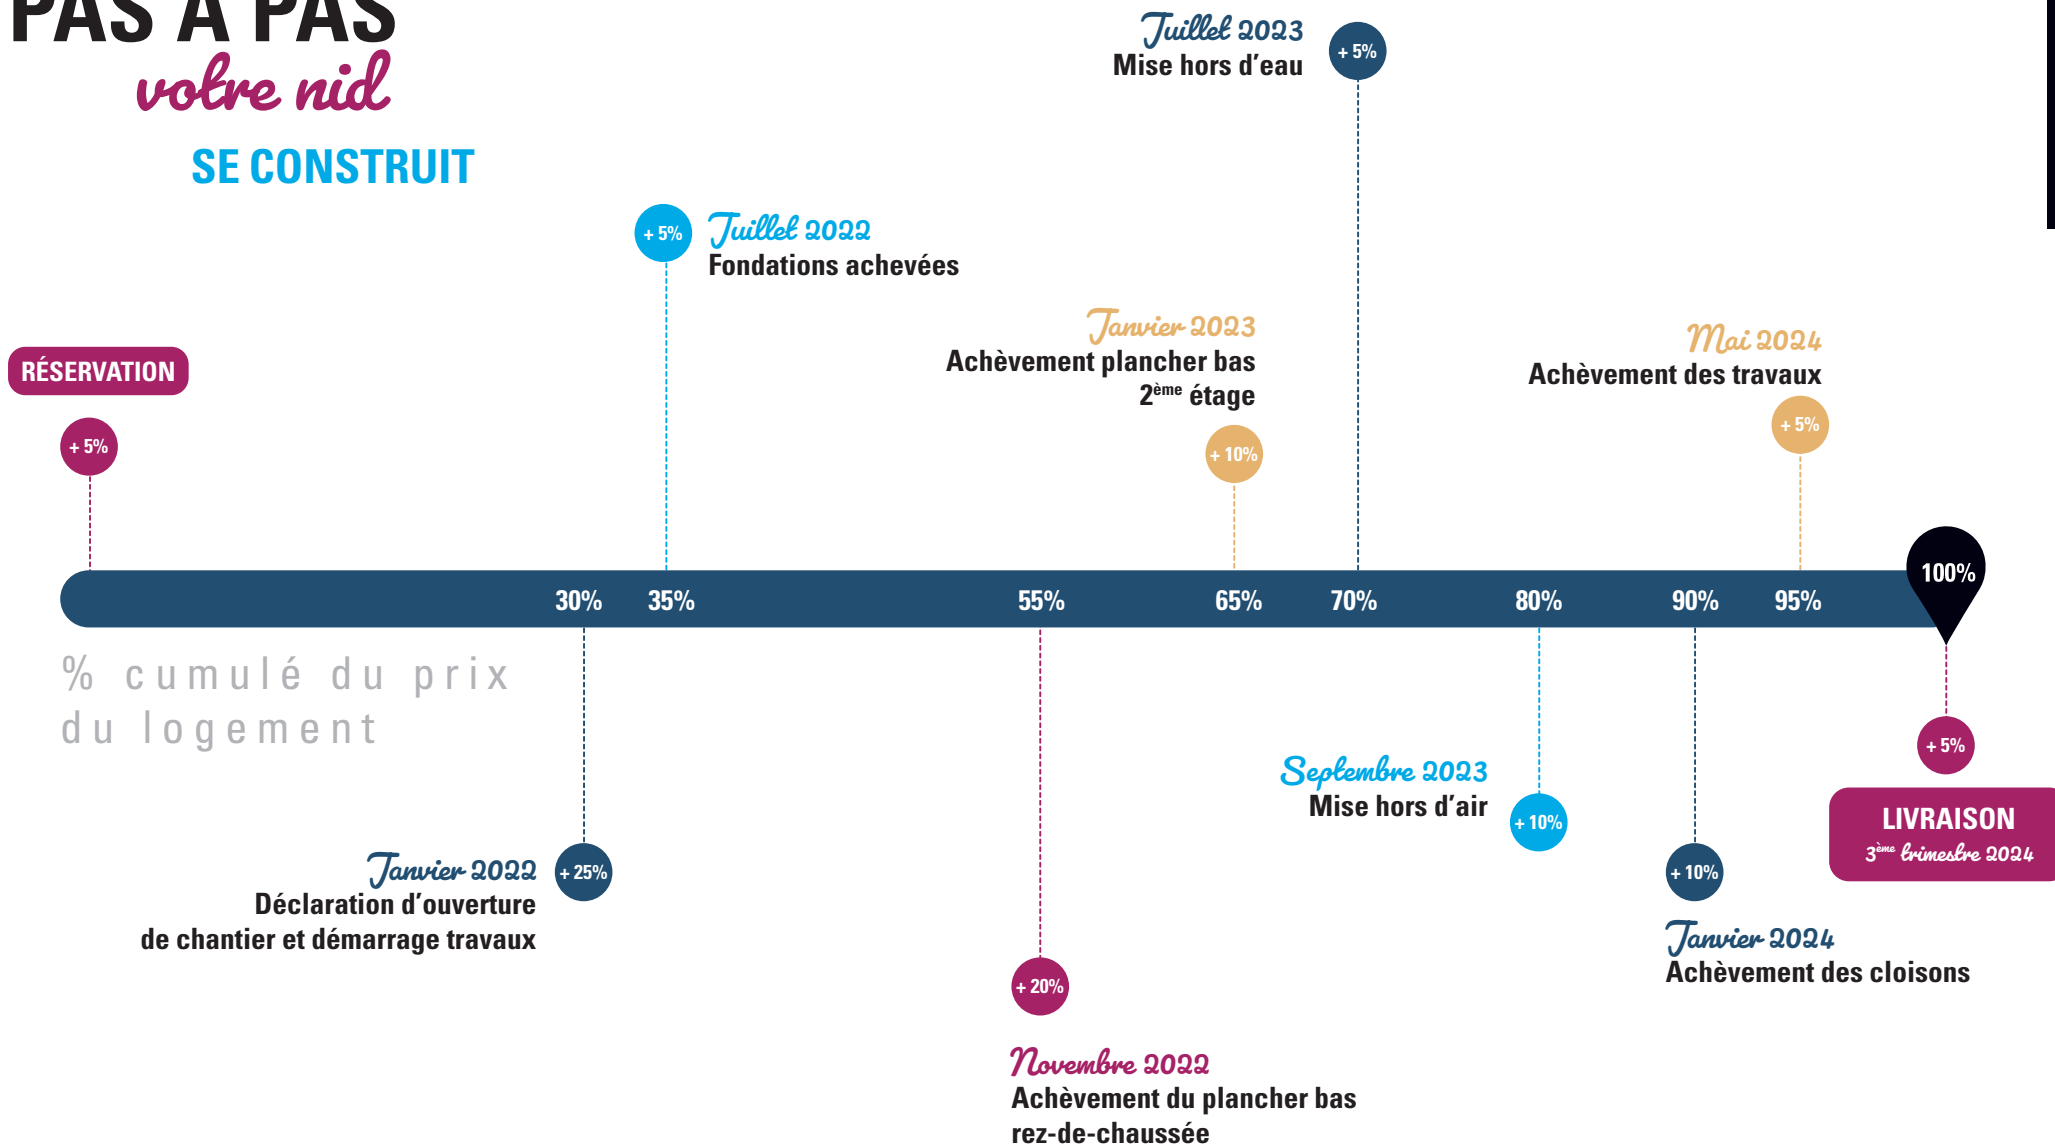 PAS À PAS
votre nid
SE CONSTRUIT
Juillet 2023
Mise hors d'eau
+ 5%
+ 5%
Juillet 2022
Fondations achevées
Janvier 2023
Achèvement plancher bas
2ème étage
+ 10%
Mai 2024
Achèvement des travaux
+ 5%
RÉSERVATION
+ 5%
30%
35%
55%
65%
70%
80%
90%
95%
100%
% cumulé du prix
du logement
Janvier 2022
Déclaration d'ouverture
de chantier et démarrage travaux
+ 25%
+ 20%
Novembre 2022
Achèvement du plancher bas
rez-de-chaussée
Septembre 2023
Mise hors d'air
+ 10%
+ 10%
Janvier 2024
Achèvement des cloisons
+ 5%
LIVRAISON
3ème trimestre 2024